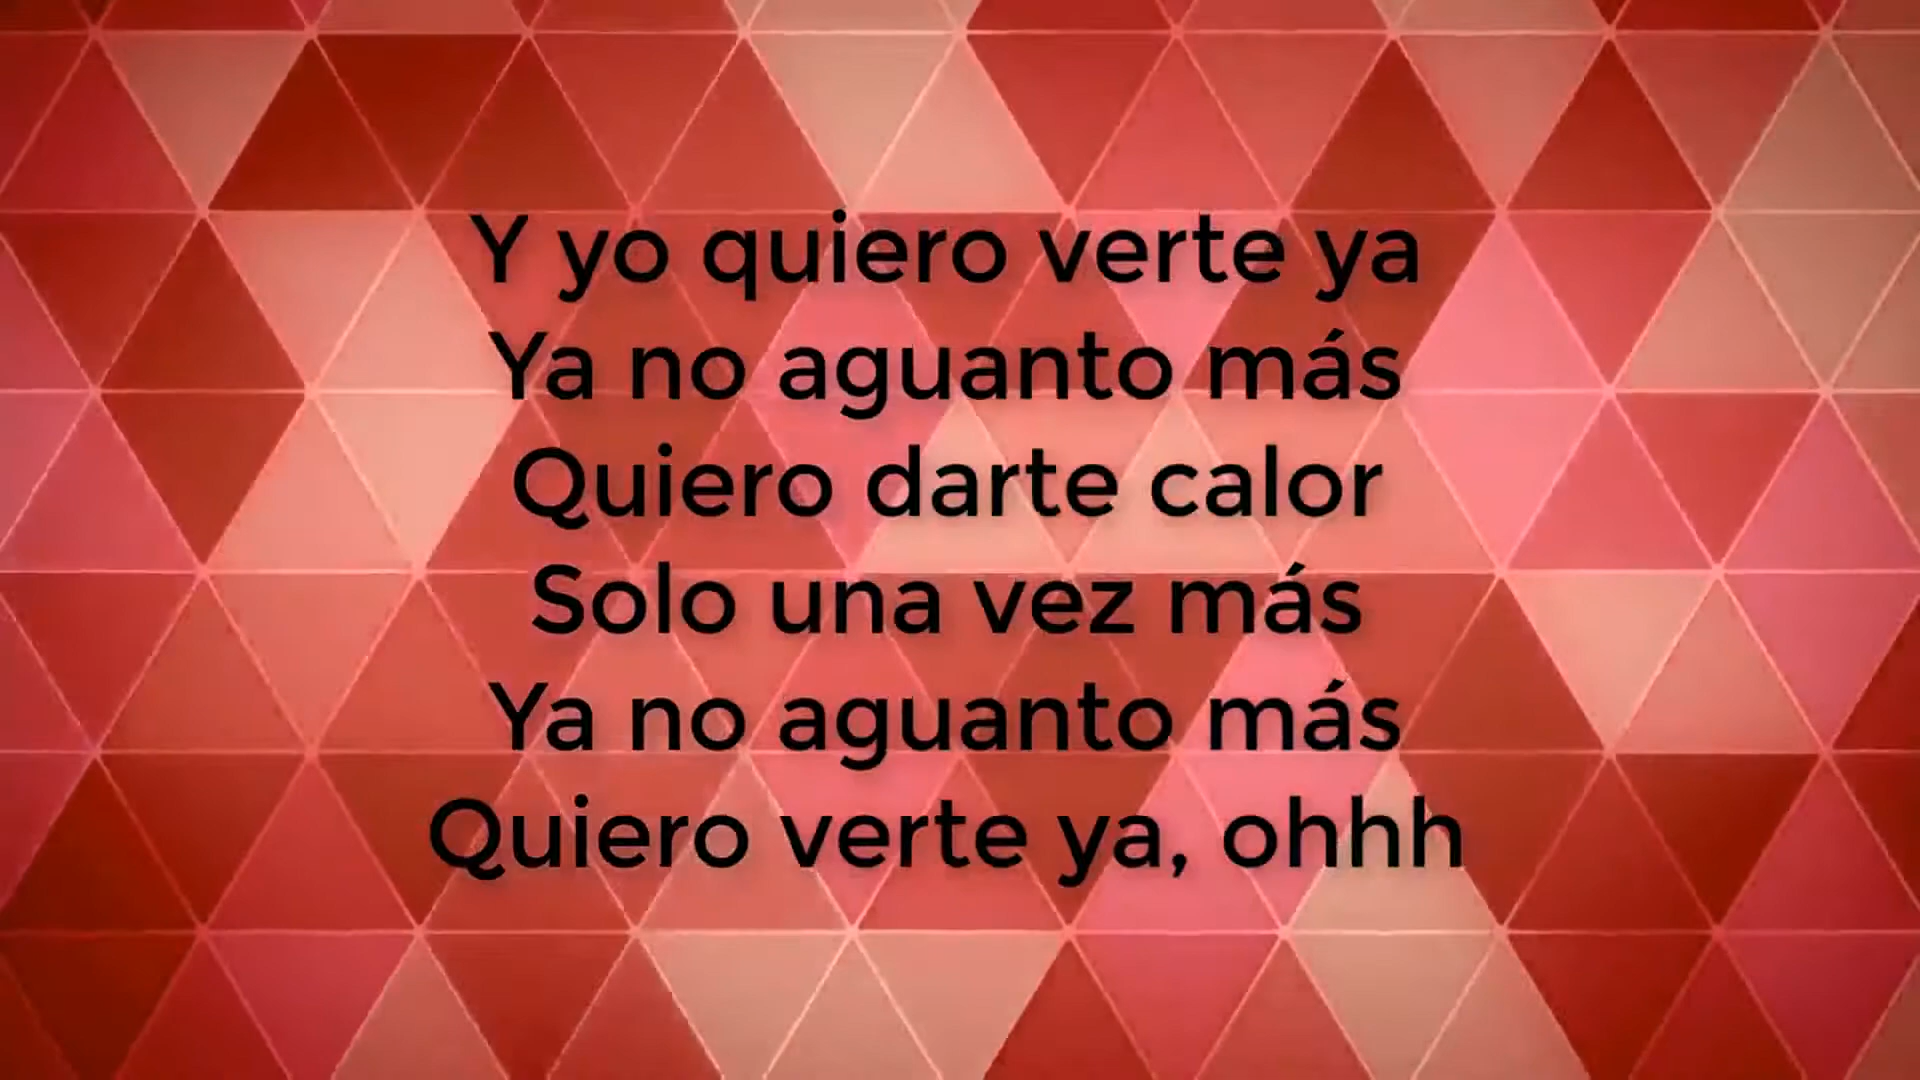 Y yo quiero verte ya
Ya no aguanto más
Quiero darte calor
Solo una vez más
Ya no aguanto más
Quiero verte ya, ohhh